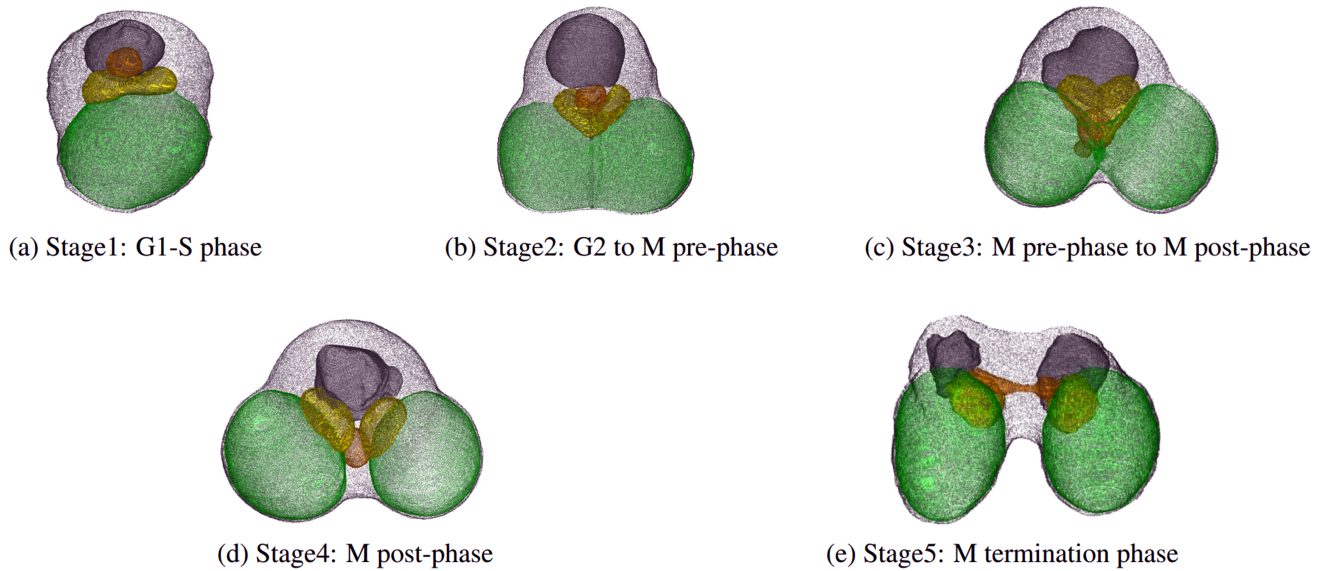 (a) Stage1: G1-S phase
(b) Stage2: G2 to M pre-phase
(c) Stage3: M pre-phase to M post-phase
(d) Stage4: M post-phase
(e) Stage5: M termination phase